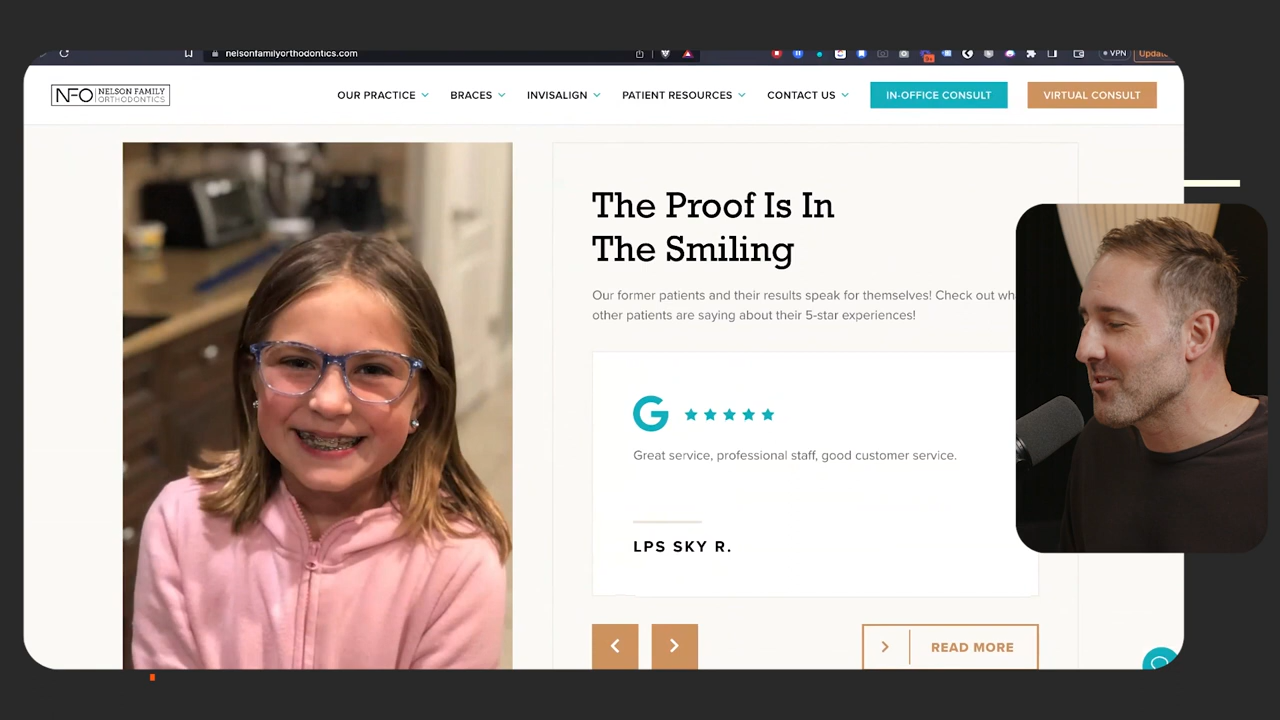 nelsonfamilyorthodontics.com
VPN
Update
NFO NELSON FAMILY
ORTHODONTICS
OUR PRACTICE
BRACES
INVISALIGN
PATIENT RESOURCES
CONTACT US
IN-OFFICE CONSULT
VIRTUAL CONSULT
The Proof Is In
The Smiling
Our former patients and their results speak for themselves! Check out
other patients are saying about their 5-star experiences!
G
Great service, professional staff, good customer service.
LPS SKY R.
READ MORE